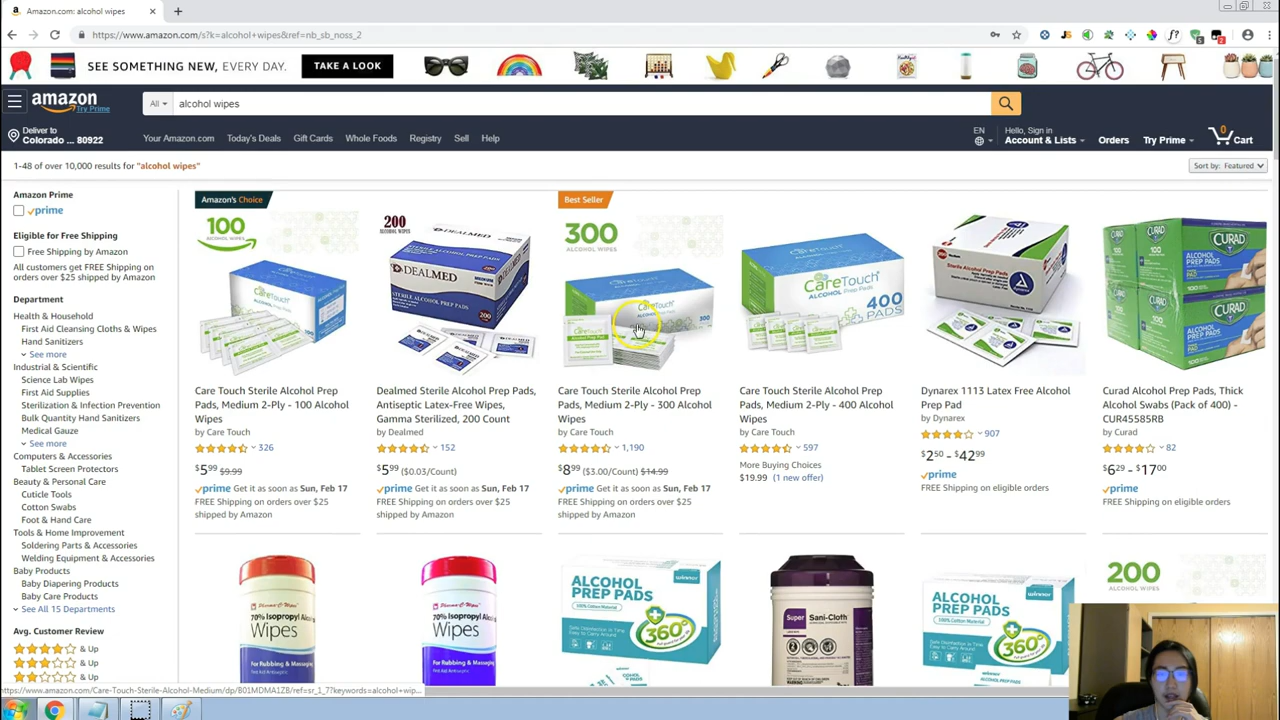 Amazon.com: alcohol wipes
https://www.amazon.com/s?k=alcohol+wipes&ref=nb_sb_noss_2
SEE SOMETHING NEW, EVERY DAY.
TAKE A LOOK
amazon
Try Prime
All
alcohol wipes
Deliver to
Colorado ... 80922
Your Amazon.com
Today's Deals
Gift Cards
Whole Foods
Registry
Sell
Help
EN
Hello, Sign in
Account & Lists
Orders
Try Prime
0
Cart
1-48 of over 10,000 results for "alcohol wipes"
Sort by: Featured
Amazon Prime
prime
Eligible for Free Shipping
Free Shipping by Amazon
All customers get FREE Shipping on
orders over $25 shipped by Amazon
Department
Health & Household
First Aid Cleansing Cloths & Wipes
Hand Sanitizers
See more
Industrial & Scientific
Science Lab Wipes
First Aid Supplies
Sterilization & Infection Prevention
Bulk Quantity Hand Sanitizers
Medical Gauze
See more
Computers & Accessories
Tablet Screen Protectors
Beauty & Personal Care
Cuticle Tools
Cotton Swabs
Foot & Hand Care
Tools & Home Improvement
Soldering Parts & Accessories
Welding Equipment & Accessories
Baby Products
Baby Diapering Products
Baby Care Products
See All 15 Departments
Avg. Customer Review
& Up
& Up
& Up
Amazon's Choice
100
ALCOHOL WIPES
CareTouch
Care Touch Sterile Alcohol Prep
Pads, Medium 2-Ply - 100 Alcohol
Wipes
by Care Touch
326
$5.99 $9.99
prime Get it as soon as Sun, Feb 17
FREE Shipping on orders over $25
shipped by Amazon
200
DEALMED
DEALMED
STERILE ALCOHOL PREP PADS
200
Dealmed Sterile Alcohol Prep Pads,
Antiseptic Latex-Free Wipes,
Gamma Sterilized, 200 Count
by Dealmed
152
$5.99 ($0.03/Count)
prime Get it as soon as Sun, Feb 17
FREE Shipping on orders over $25
shipped by Amazon
Best Seller
300
ALCOHOL WIPES
CareTouch
300
Care Touch Sterile Alcohol Prep
Pads, Medium 2-Ply - 300 Alcohol
Wipes
by Care Touch
1,190
$8.99 ($3.00/Count) $14.99
prime Get it as soon as Sun, Feb 17
FREE Shipping on orders over $25
shipped by Amazon
CareTouch
ALCOHOL Prep Pads
400
Care Touch Sterile Alcohol Prep
Pads, Medium 2-Ply - 400 Alcohol
Wipes
by Care Touch
597
More Buying Choices
$19.99 (1 new offer)
Dynarex 1113 Latex Free Alcohol
Prep Pad
by Dynarex
907
$2.50 - $42.99
prime
FREE Shipping on eligible orders
CURAD
CURAD
Curad Alcohol Prep Pads, Thick
Alcohol Swabs (Pack of 400) -
CUR45585RB
by Curad
82
$6.29 - $17.00
prime
FREE Shipping on eligible orders
70% Isopropyl Alcohol
Wipes
For Rubbing & Massaging
70% Isopropyl Alcohol
Wipes
For Rubbing & Massaging
winner
ALCOHOL
PREP PADS
100% Cotton Material
360°
Super
Sani-Cloth
winner
ALCOHOL
PREP PADS
100% Cotton Material
360°
200
ALCOHOL WIPES
https://www.amazon.com/Care-Touch-Sterile-Alcohol-Medium/dp/B01MDMA1ZB/ref=sr_1_7?keywords=alcohol+wip...